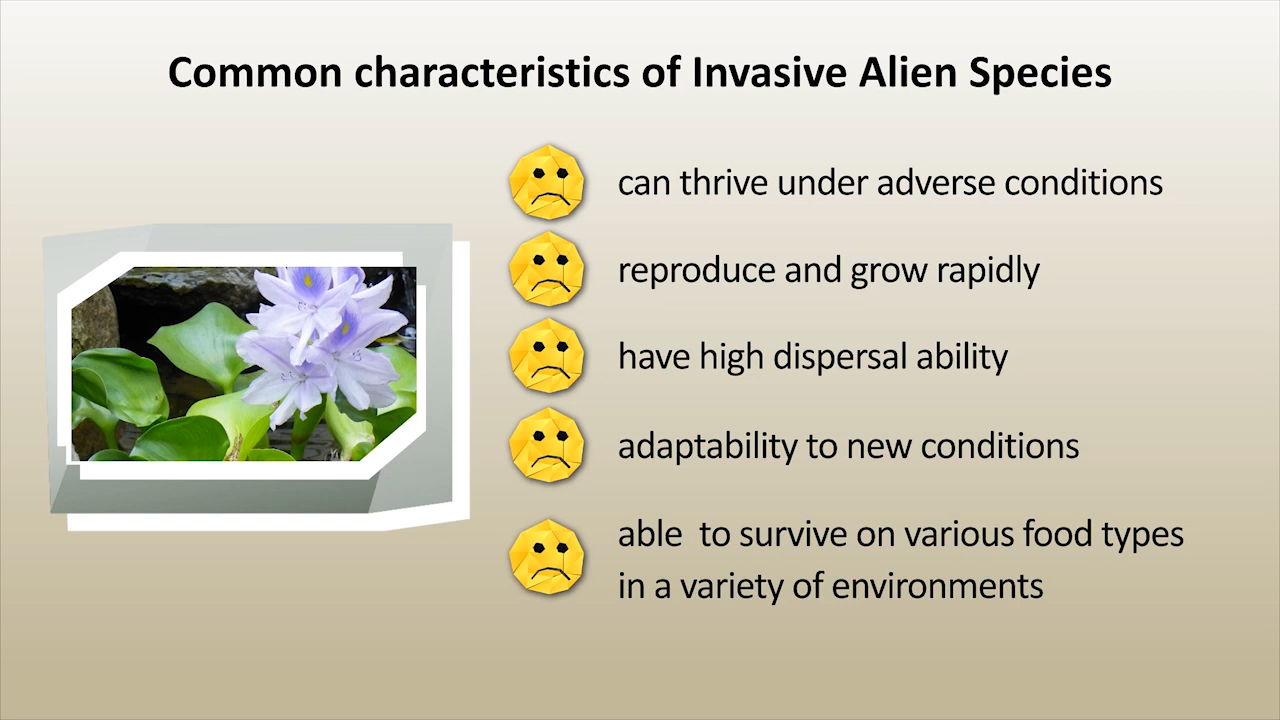 Common characteristics of Invasive Alien Species
can thrive under adverse conditions
reproduce and grow rapidly
have high dispersal ability
adaptability to new conditions
able  to survive on various food types
in a variety of environments